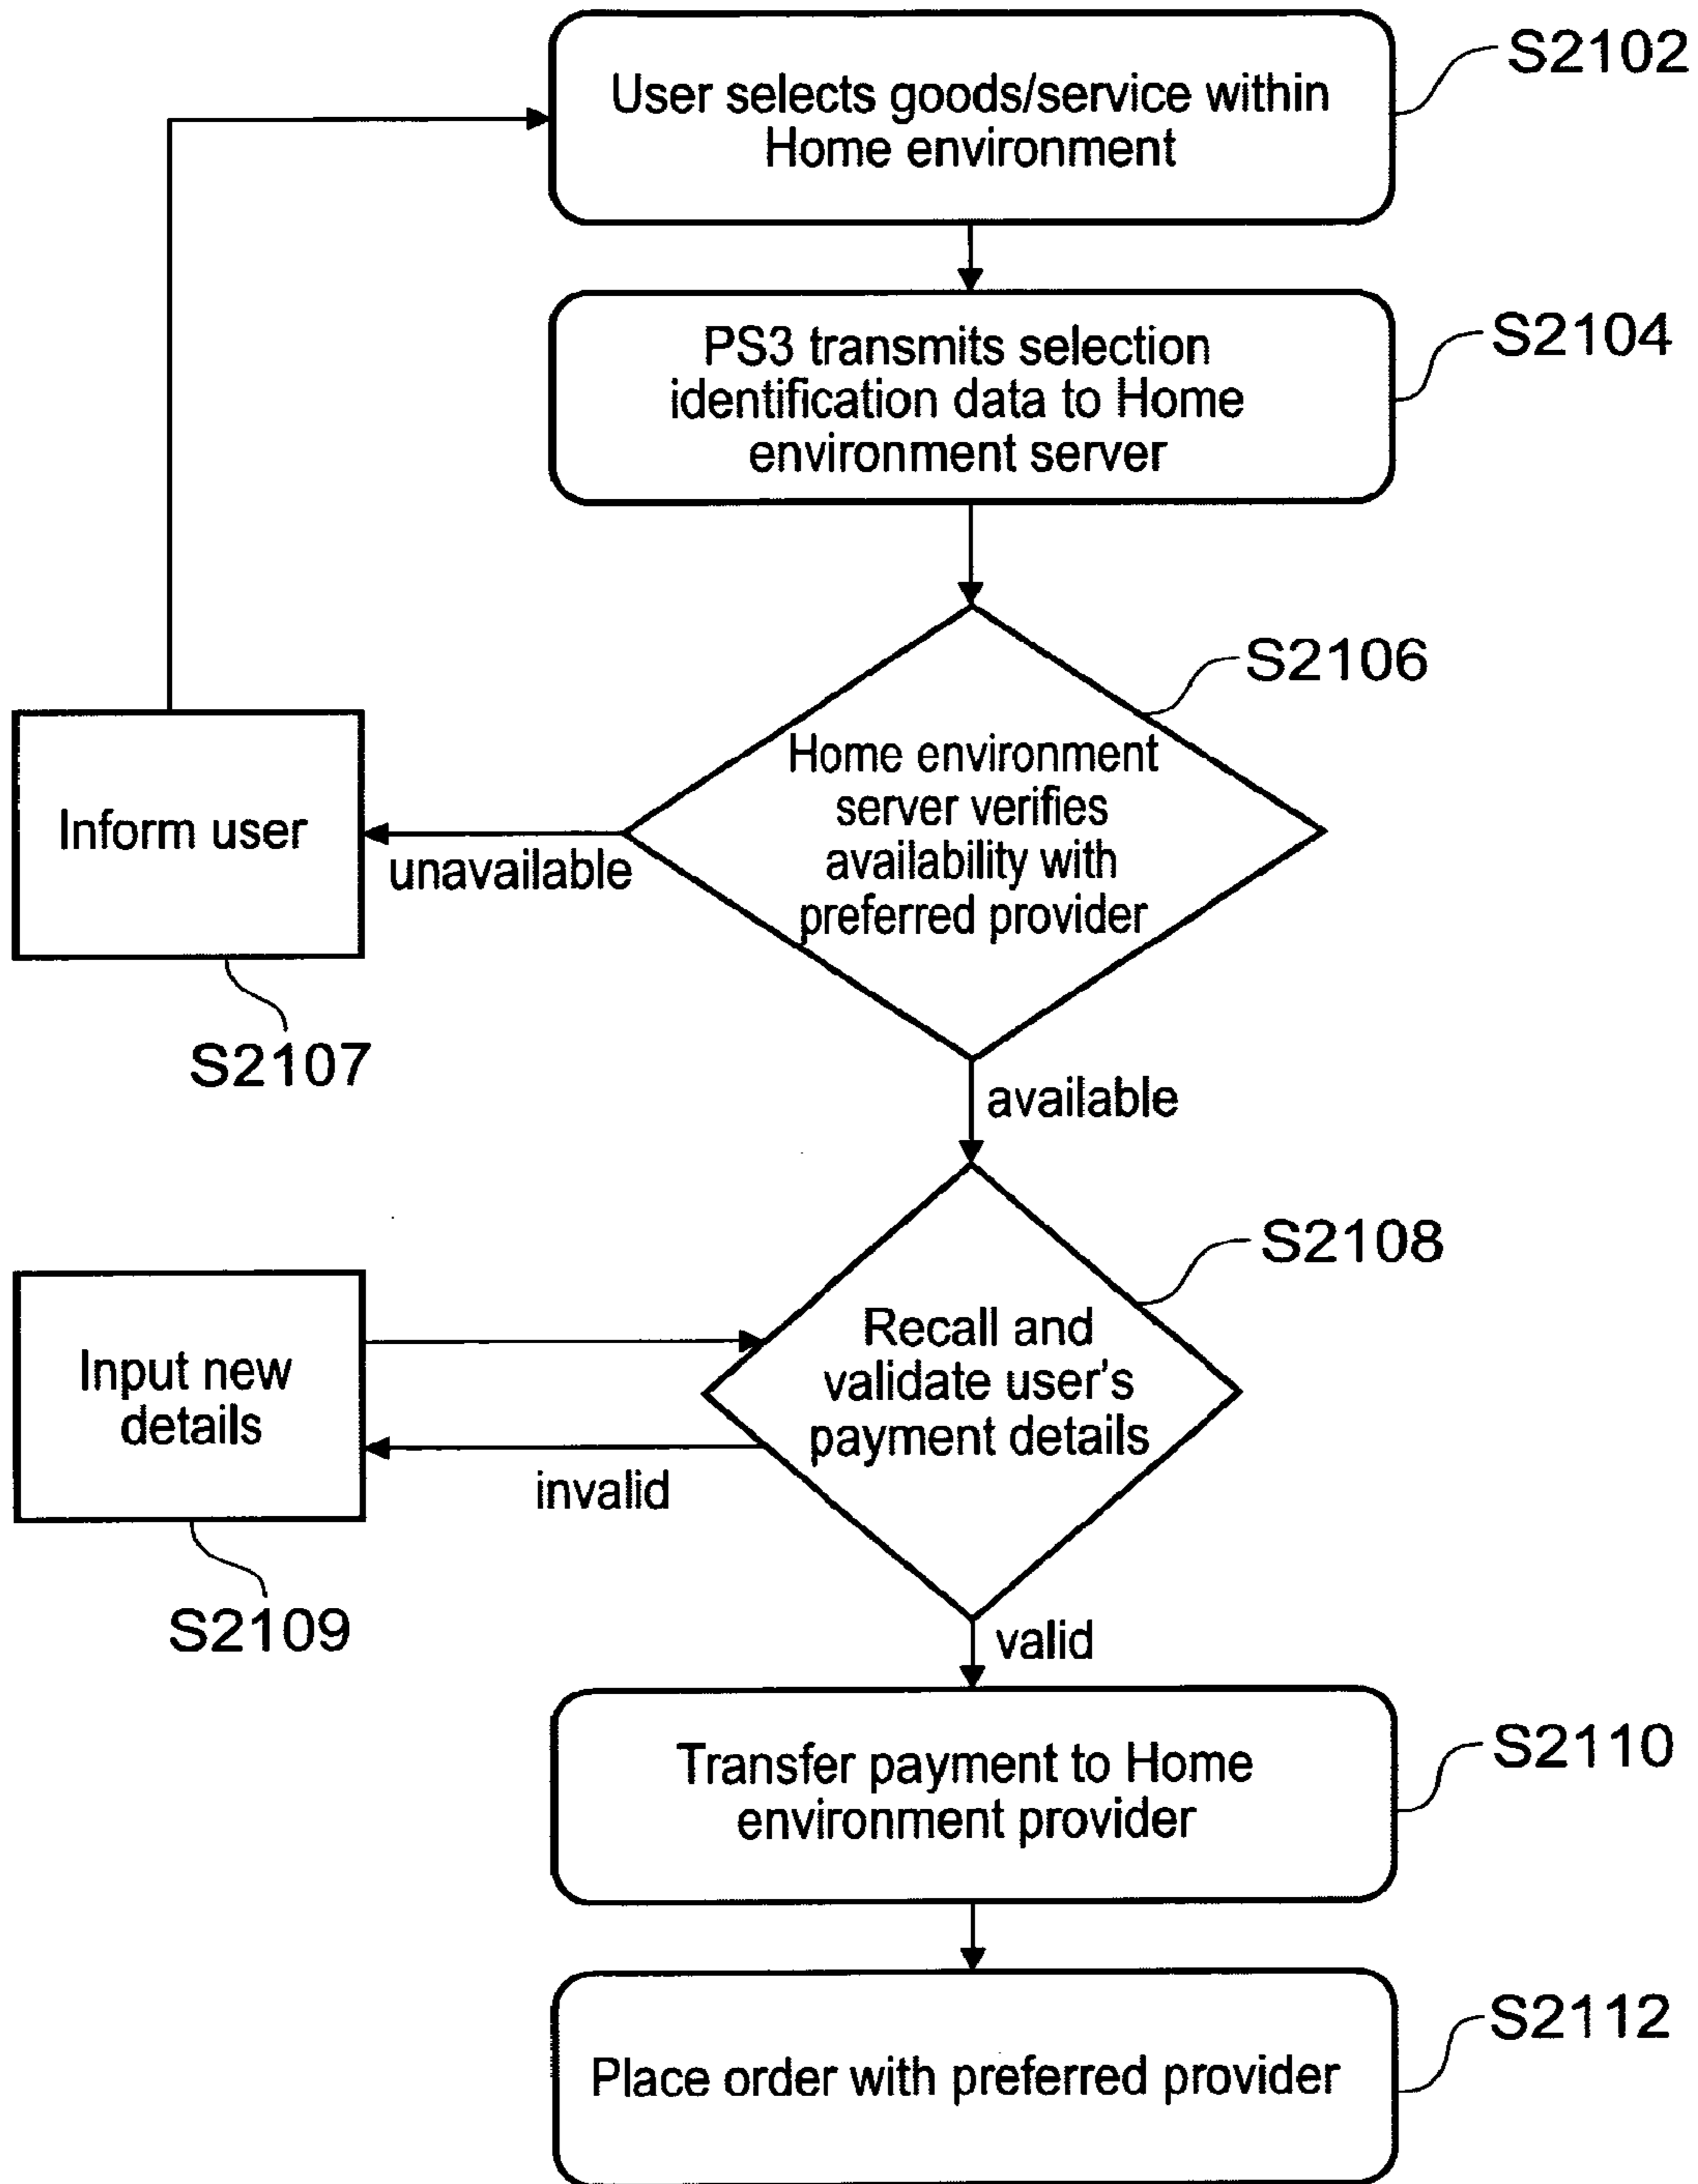 User selects goods/service within
Home environment
S2102
PS3 transmits selection
identification data to Home
environment server
S2104
Home environment
server verifies
availability with
preferred provider
S2106
unavailable
Inform user
S2107
available
Recall and
validate user's
payment details
S2108
Input new
details
invalid
S2109
valid
Transfer payment to Home
environment provider
S2110
Place order with preferred provider
S2112